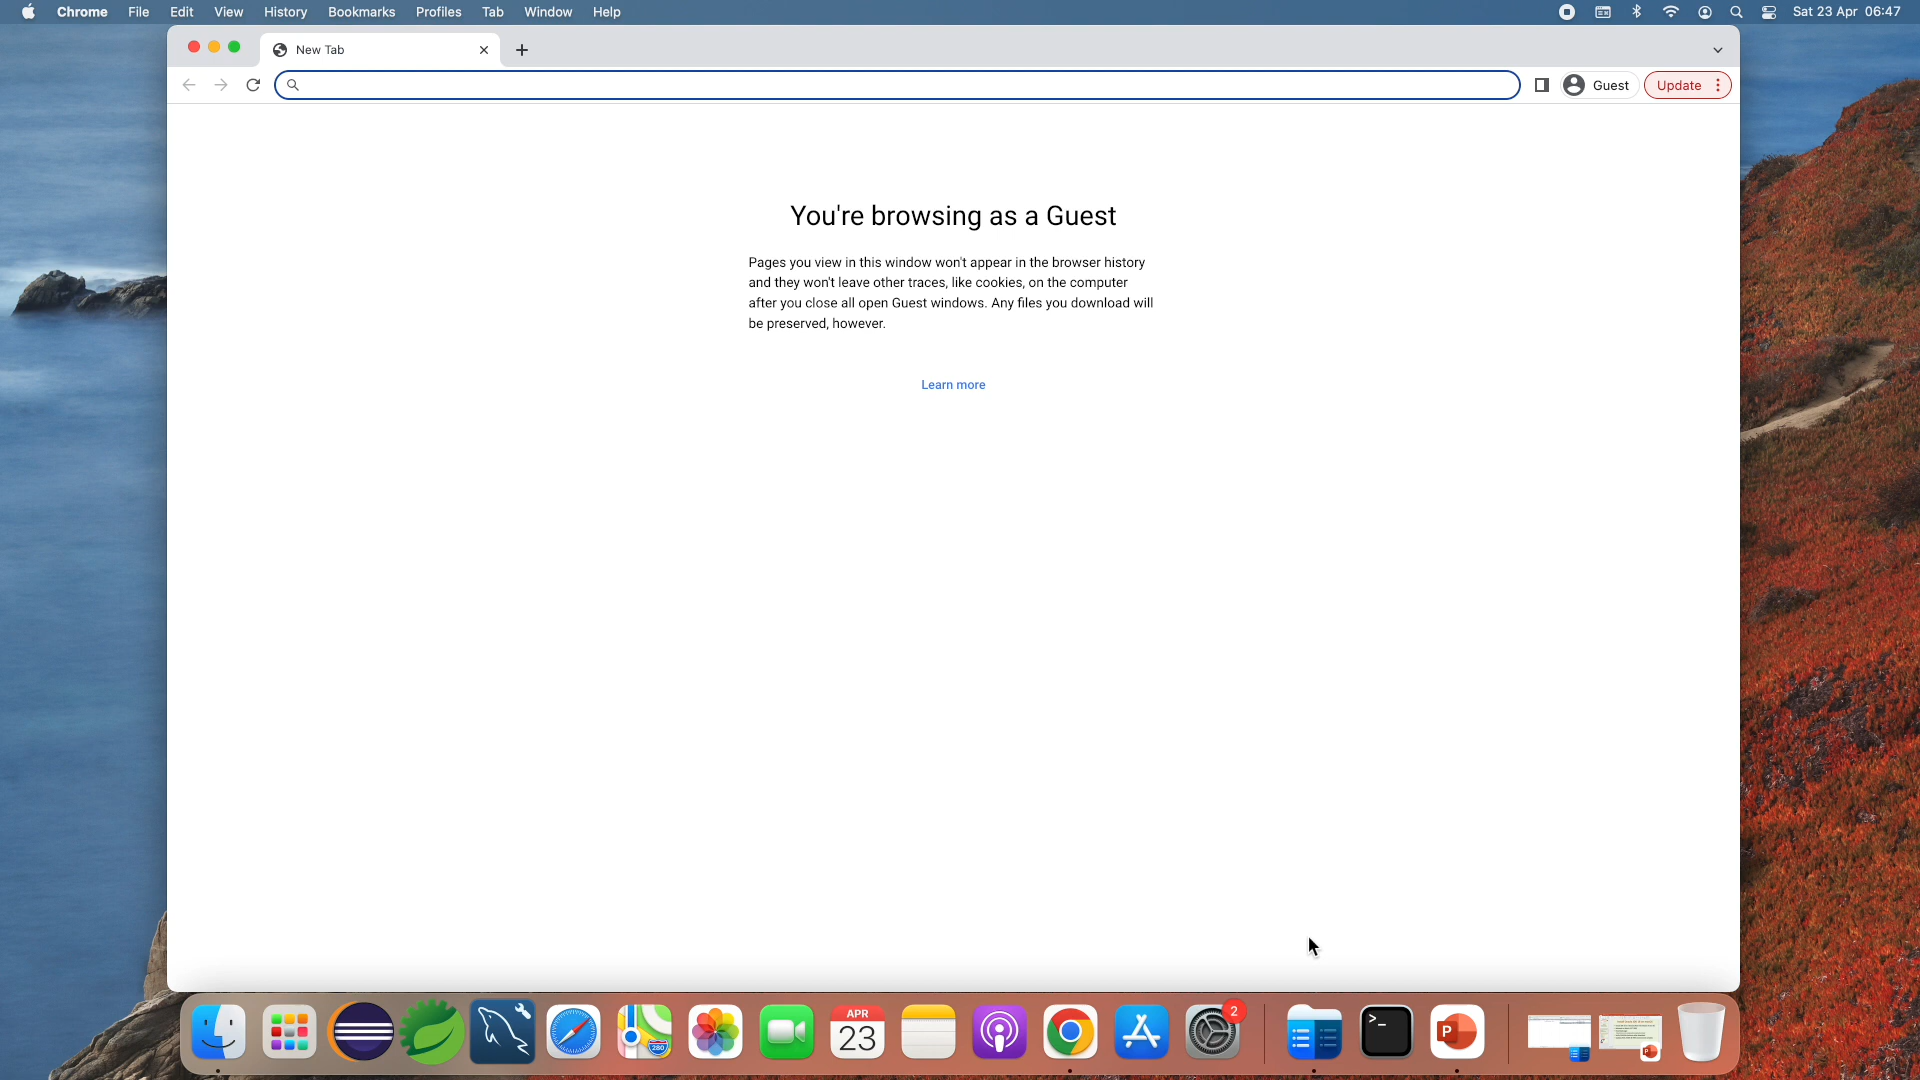 Chrome File Edit View History Bookmarks Profiles Tab Window Help Sat 23 Apr 06:47
New Tab
Guest Update
You're browsing as a Guest
Pages you view in this window won't appear in the browser history
and they won't leave other traces, like cookies, on the computer
after you close all open Guest windows. Any files you download will
be preserved, however.
Learn more
APR
23
280
2
>_
P
P